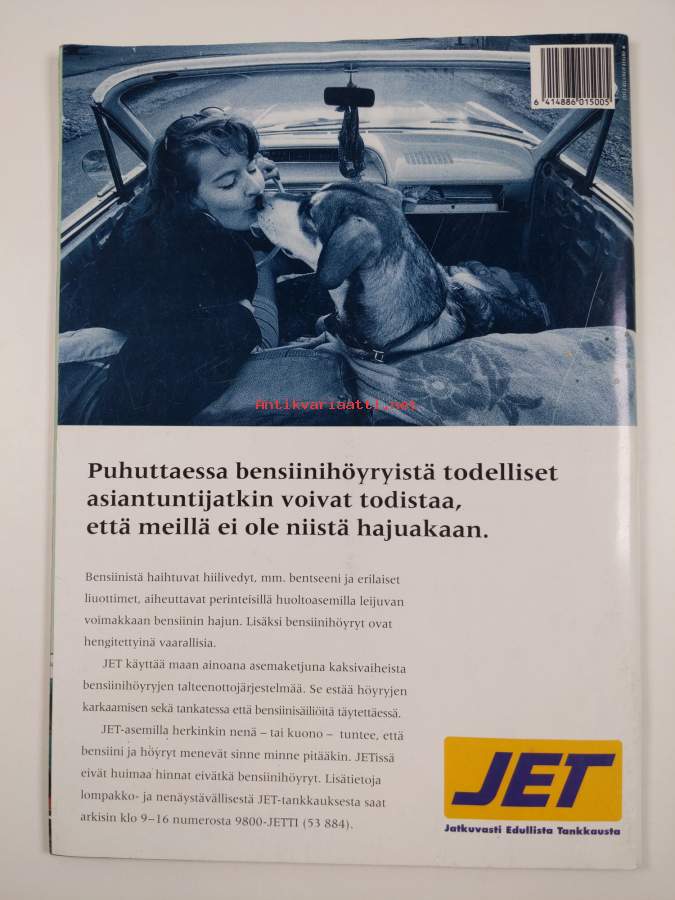 6 414886 015005
Antikvariaatti.net
Puhuttaessa bensiinihöyryistä todelliset
asiantuntijatkin voivat todistaa,
että meillä ei ole niistä hajuakaan.
Bensiinistä haihtuvat hiilivedyt, mm. bentseeni ja erilaiset
liuottimet, aiheuttavat perinteisillä huoltoasemilla leijuvan
voimakkaan bensiinin hajun. Lisäksi bensiinihöyryt ovat
hengitettyinä vaarallisia.
JET käyttää maan ainoana asemaketjuna kaksivaiheista
bensiinihöyryjen talteenottojärjestelmää. Se estää höyryjen
karkaamisen sekä tankatessa että bensiinisäiliöitä täytettäessä.
JET-asemilla herkinkin nenä – tai kuono – tuntee, että
bensiini ja höyryt menevät sinne minne pitääkin. JETissä
eivät huimaa hinnat eivätkä bensiinihöyryt. Lisätietoja
lompakko- ja nenäystävällisestä JET-tankkauksesta saat
arkisin klo 9–16 numerosta 9800-JETTI (53 884).
JET
Jatkuvasti Edullista Tankkausta